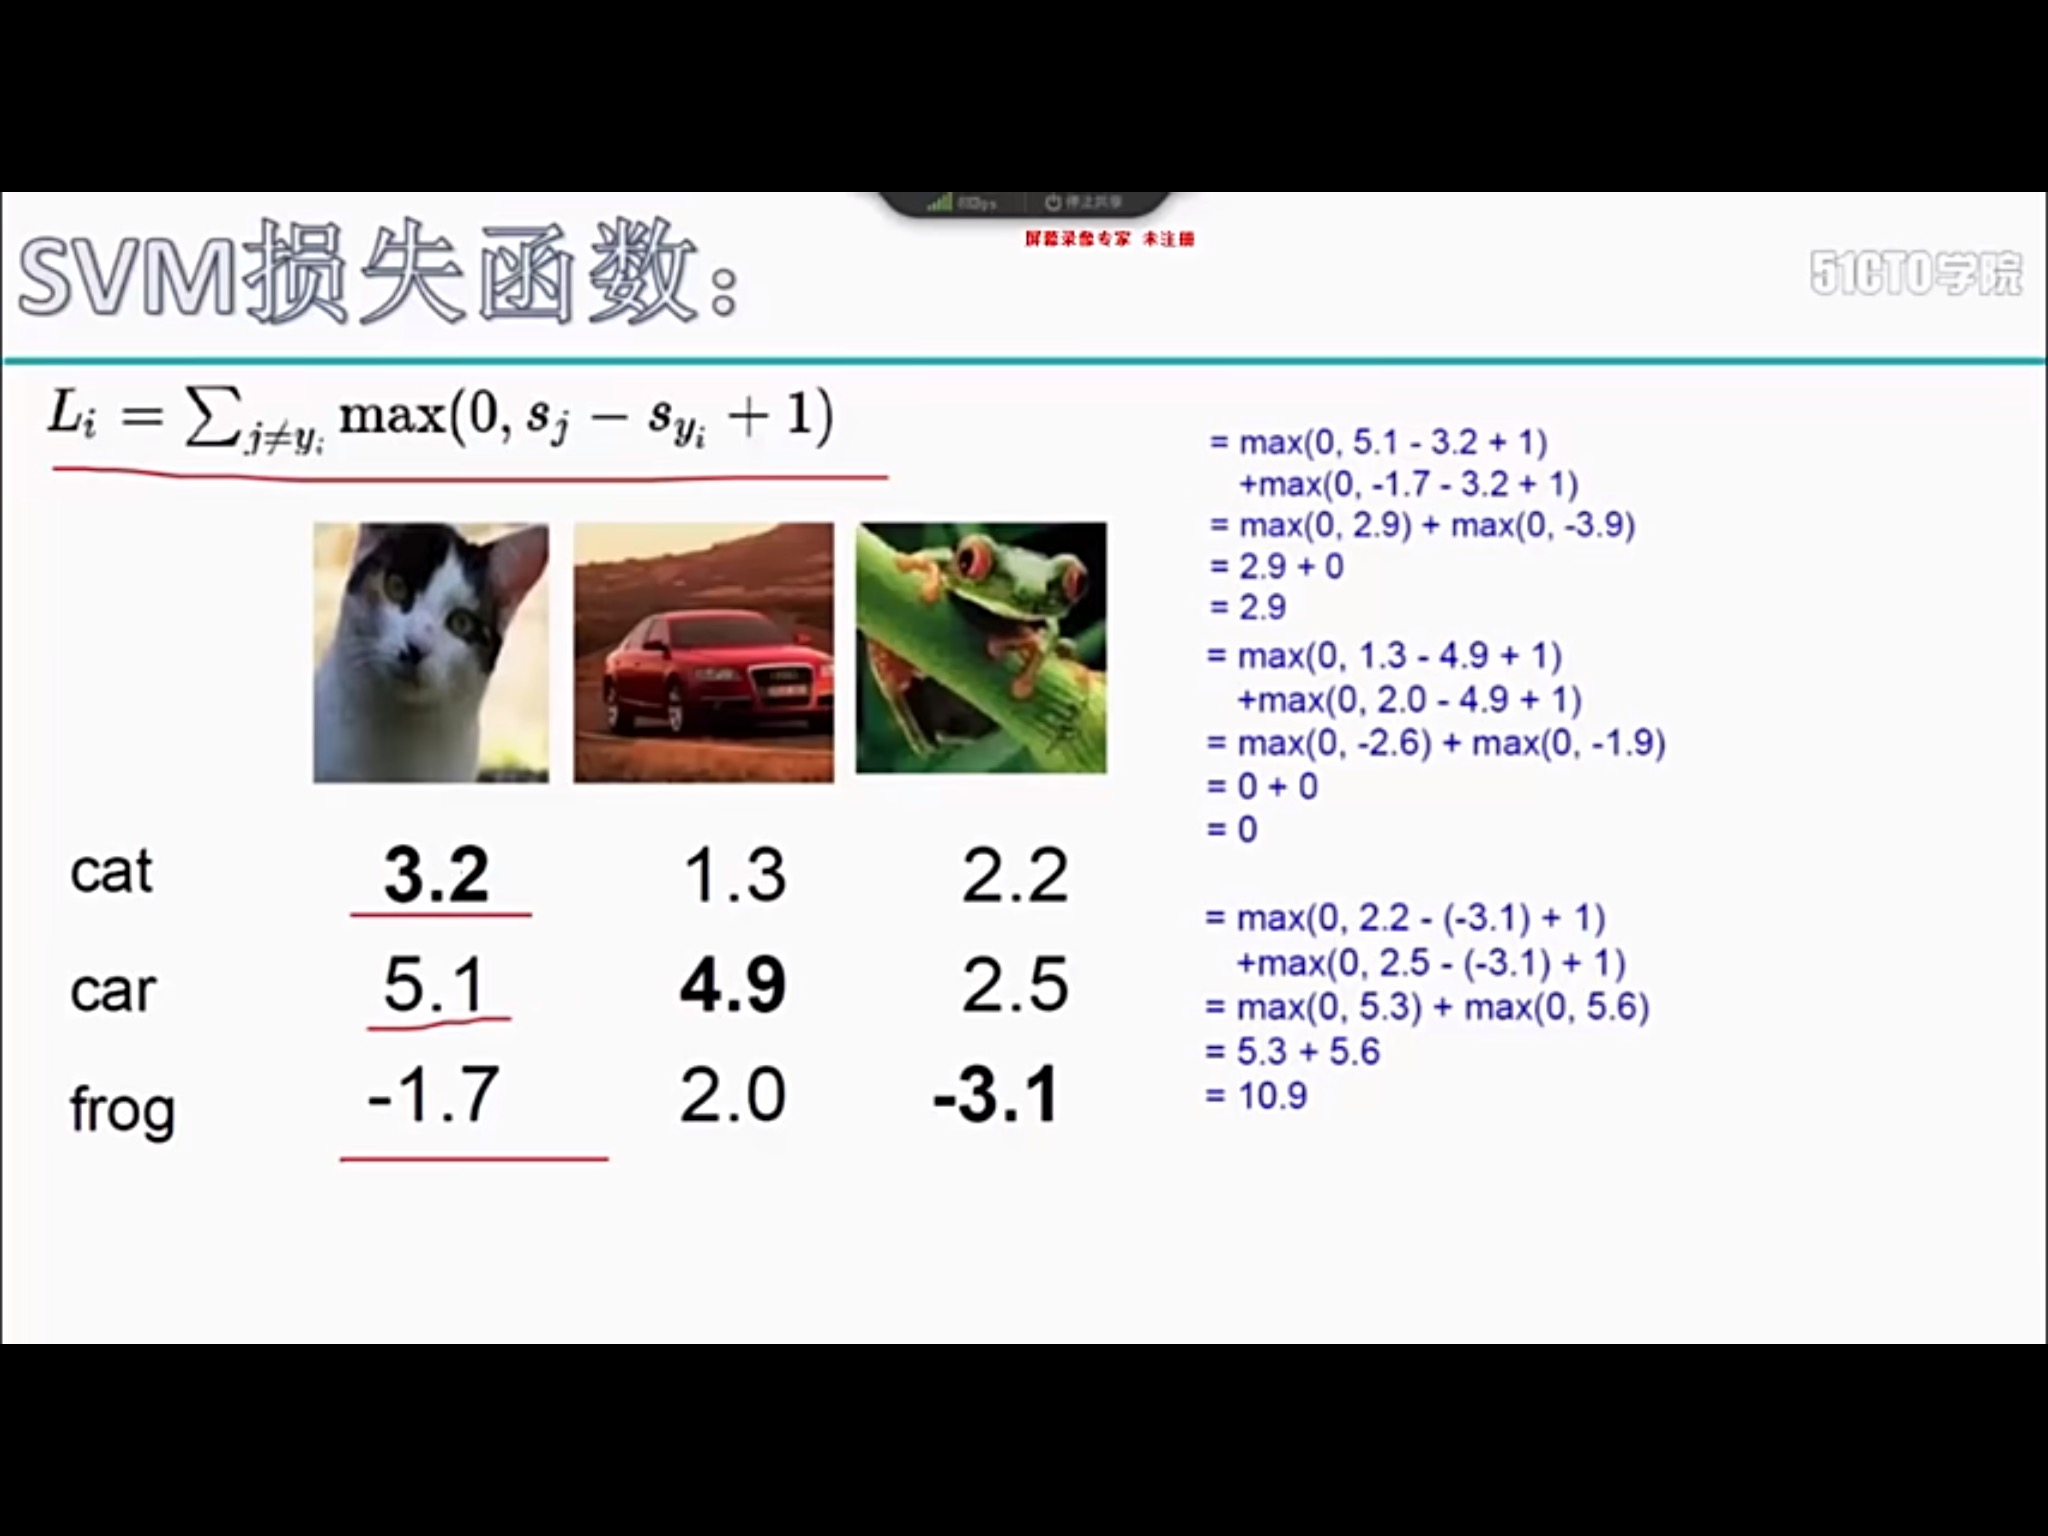 停止共享
屏幕录像专家 未注册
SVM损失函数:
51CTO学院
L_i = ∑_{j≠y_i} max(0, s_j − s_{y_i} + 1)
cat 3.2 1.3 2.2
car 5.1 4.9 2.5
frog -1.7 2.0 -3.1
= max(0, 5.1 - 3.2 + 1)
+max(0, -1.7 - 3.2 + 1)
= max(0, 2.9) + max(0, -3.9)
= 2.9 + 0
= 2.9
= max(0, 1.3 - 4.9 + 1)
+max(0, 2.0 - 4.9 + 1)
= max(0, -2.6) + max(0, -1.9)
= 0 + 0
= 0
= max(0, 2.2 - (-3.1) + 1)
+max(0, 2.5 - (-3.1) + 1)
= max(0, 5.3) + max(0, 5.6)
= 5.3 + 5.6
= 10.9